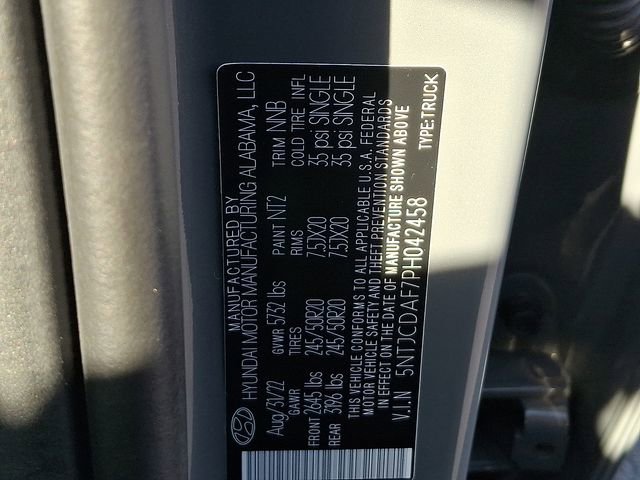 MANUFACTURED BY
HYUNDAI MOTOR MANUFACTURING ALABAMA, LLC
Aug/31/22 GVWR 5732 lbs PAINT NT2 TRIM NNB
GAWR TIRES RIMS COLD TIRE INFL
FRONT 2645 lbs 245/50R20 7.5JX20 35 psi SINGLE
REAR 3196 lbs 245/50R20 7.5JX20 35 psi SINGLE
THIS VEHICLE CONFORMS TO ALL APPLICABLE U.S.A. FEDERAL
MOTOR VEHICLE SAFETY AND THEFT PREVENTION STANDARDS
IN EFFECT ON THE DATE OF MANUFACTURE SHOWN ABOVE
V.I.N 5NTJCDAF7PH042458 TYPE:TRUCK